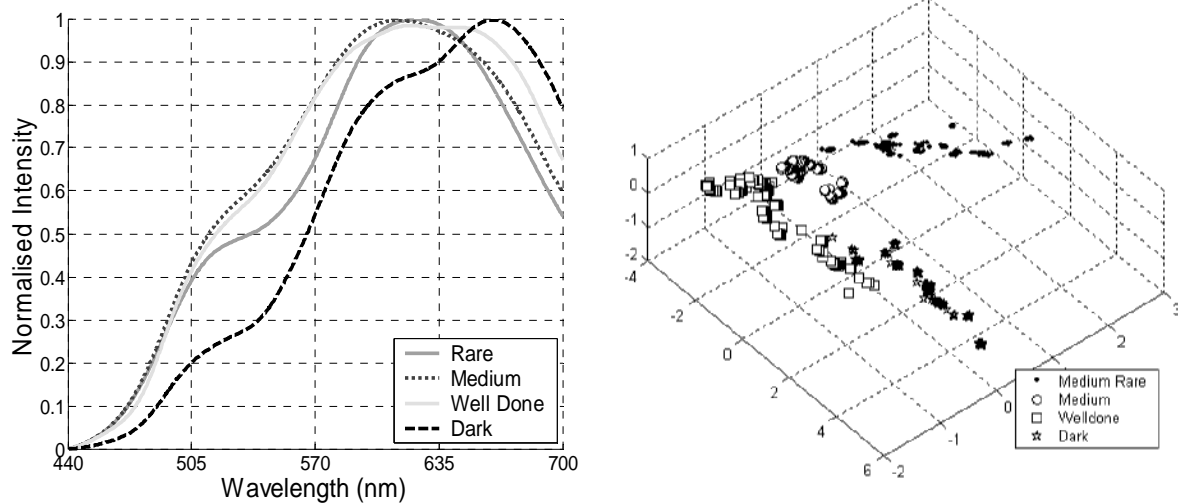 1
0.9
0.8
0.7
0.6
0.5
0.4
0.3
0.2
0.1
0
Normalised Intensity
440 505 570 635 700
Wavelength (nm)
Rare
Medium
Well Done
Dark
1
0
-1
-2
-4
-2
0
2
4
6
-2
-1
0
1
2
3
Medium Rare
Medium
Welldone
Dark